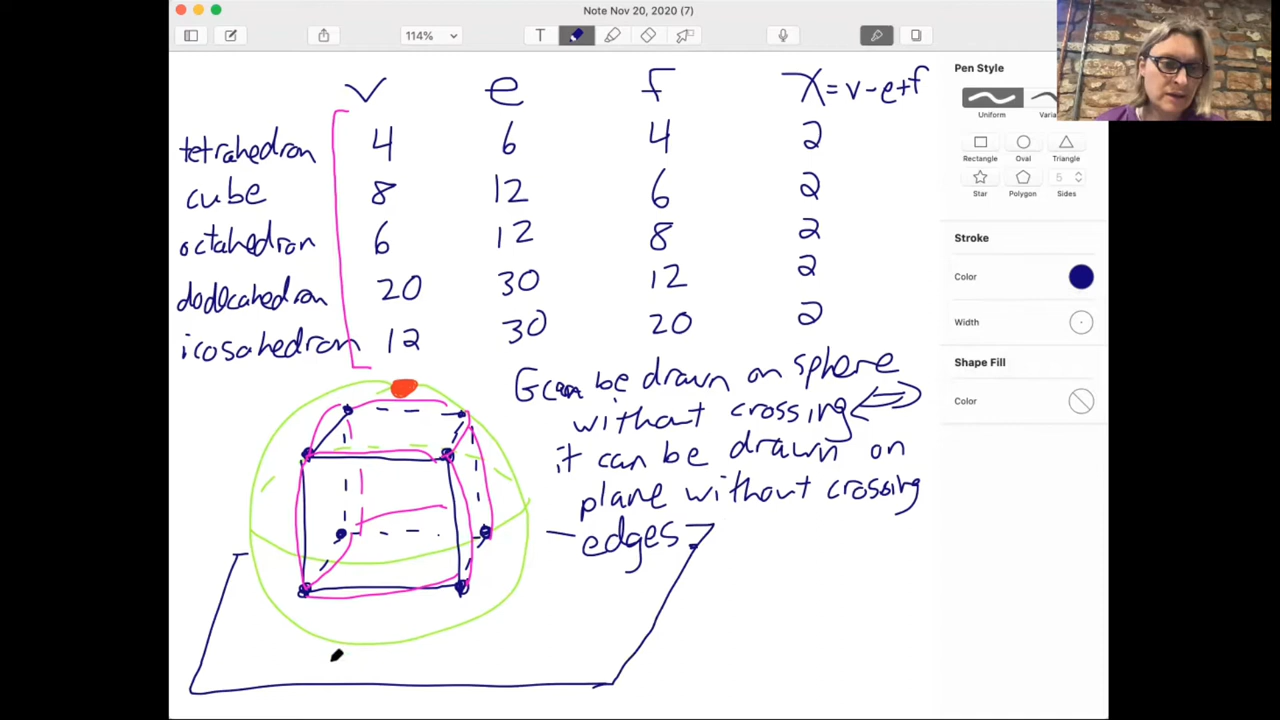 Note Nov 20, 2020 (7)
114%
T
Pen Style
Uniform
Rectangle Oval Triangle
5
Star Polygon Sides
Stroke
Color
Width
Shape Fill
Color
v e f χ = v - e + f
tetrahedron 4 6 4 2
cube 8 12 6 2
octahedron 6 12 8 2
dodecahedron 20 30 12 2
icosahedron 12 30 20 2
G can be drawn on sphere
without crossing ⟺
it can be drawn on
plane without crossing
edges